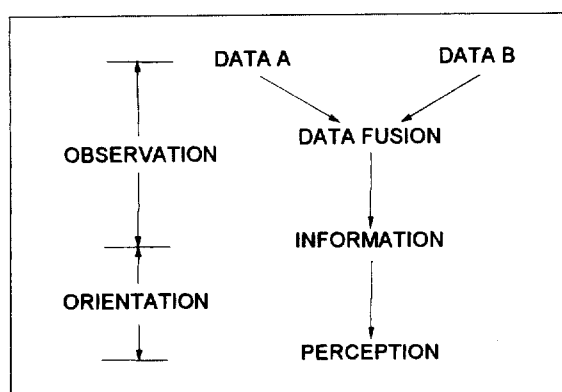 DATA A
DATA B
DATA FUSION
OBSERVATION
INFORMATION
ORIENTATION
PERCEPTION